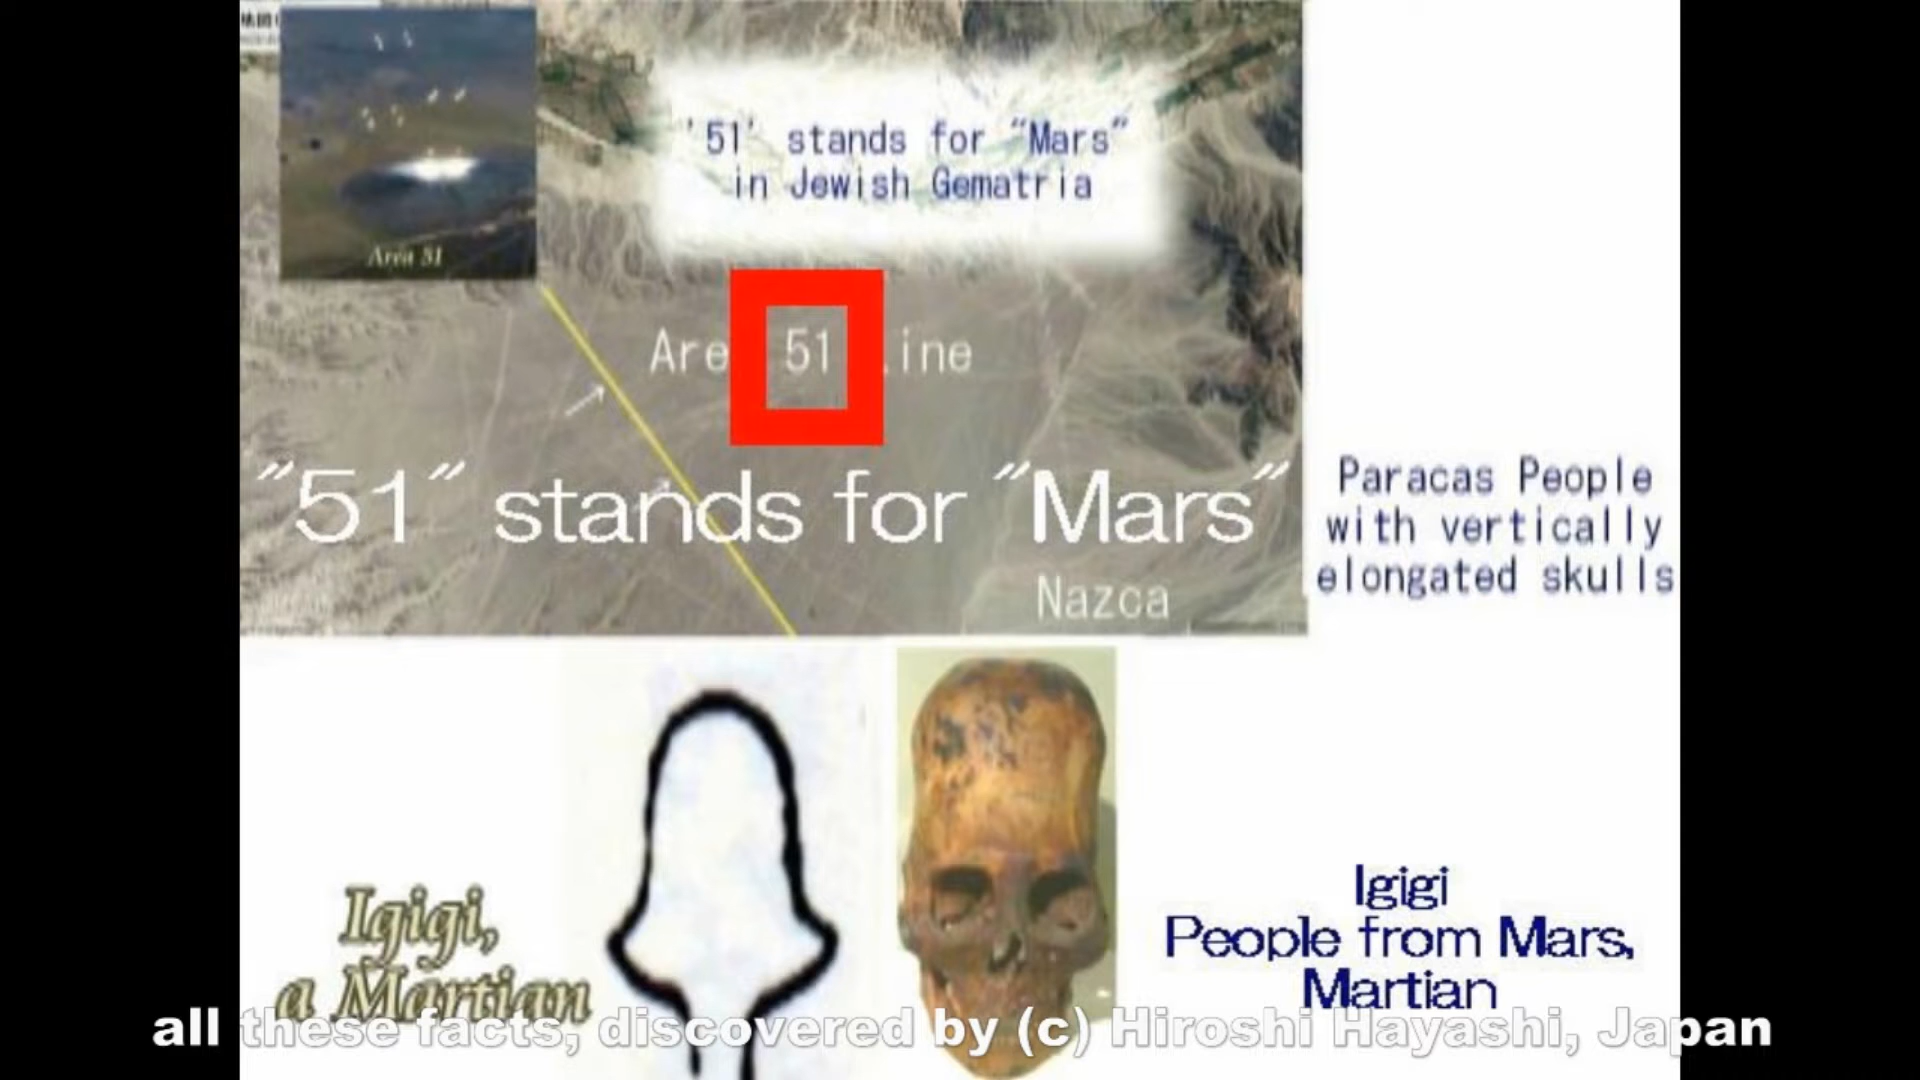 Area 51
'51' stands for "Mars"
in Jewish Gematria
Are 51 .ine
"51" stands for "Mars"
Nazca
Paracas People
with vertically
elongated skulls
Igigi,
a Martian
Igigi
People from Mars,
Martian
all these facts, discovered by (c) Hiroshi Hayashi, Japan